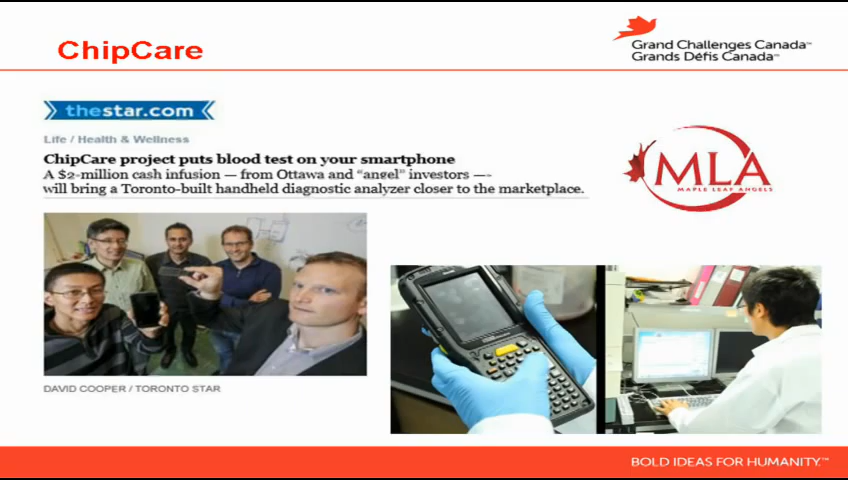 ChipCare
Grand Challenges Canada™
Grands Défis Canada™
thestar.com
Life / Health & Wellness
ChipCare project puts blood test on your smartphone
A $2-million cash infusion — from Ottawa and "angel" investors —
will bring a Toronto-built handheld diagnostic analyzer closer to the marketplace.
MLA
MAPLE LEAF ANGELS
DAVID COOPER / TORONTO STAR
BOLD IDEAS FOR HUMANITY.™